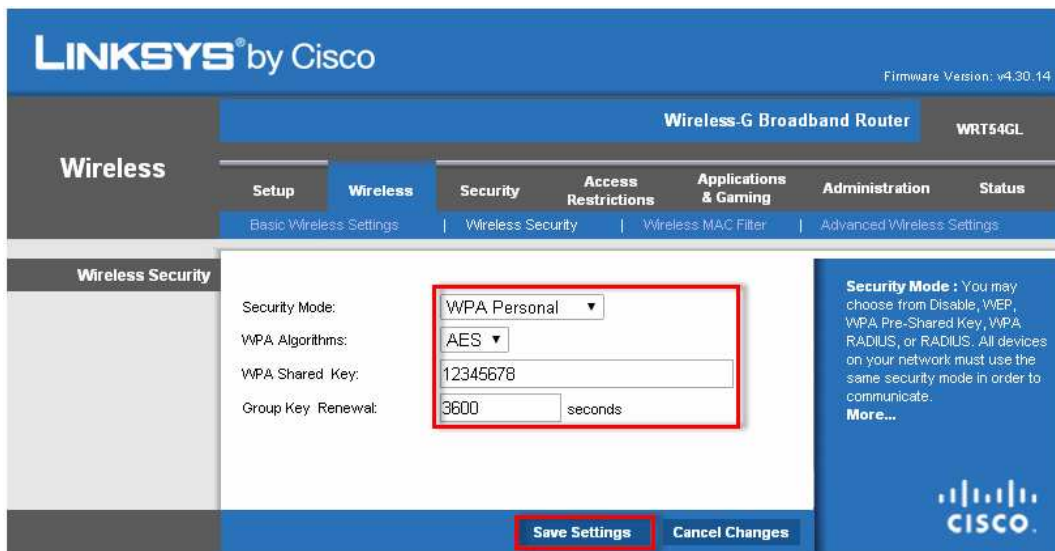 LINKSYS® by Cisco
Firmware Version: v4.30.14
Wireless-G Broadband Router
WRT54GL
Wireless
Setup
Wireless
Security
Access Restrictions
Applications & Gaming
Administration
Status
Basic Wireless Settings | Wireless Security | Wireless MAC Filter | Advanced Wireless Settings
Wireless Security
Security Mode: WPA Personal
WPA Algorithms: AES
WPA Shared Key: 12345678
Group Key Renewal: 3600 seconds
Security Mode : You may
choose from Disable, WEP,
WPA Pre-Shared Key, WPA
RADIUS, or RADIUS. All devices
on your network must use the
same security mode in order to
communicate.
More...
Save Settings
Cancel Changes
CISCO.